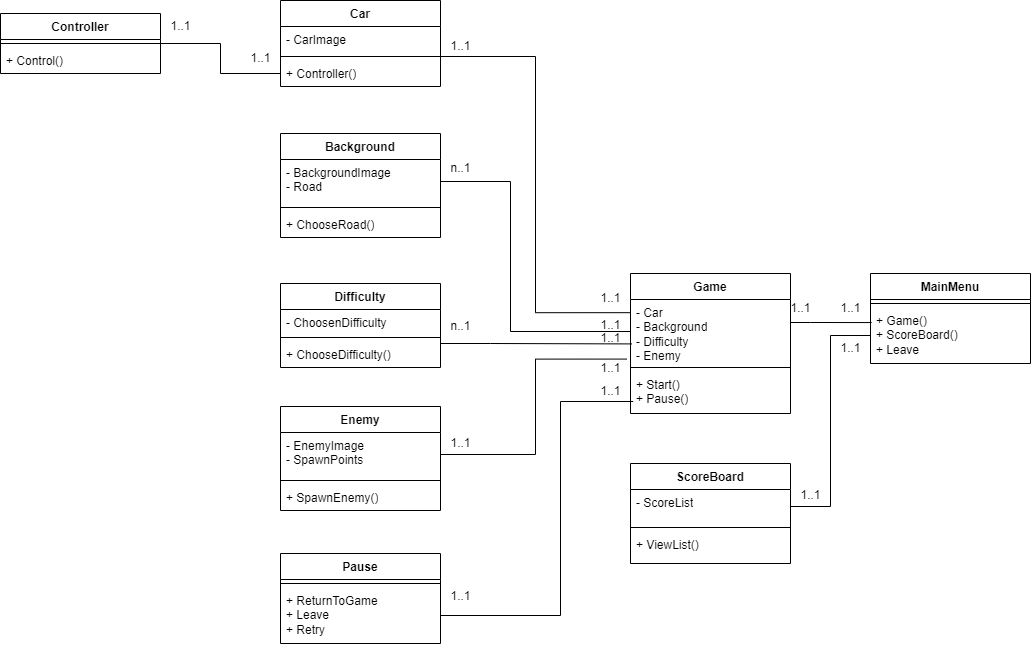 Controller
+ Control()
1..1
1..1
Car
- CarImage
+ Controller()
1..1
Background
- BackgroundImage
- Road
+ ChooseRoad()
n..1
Difficulty
- ChoosenDifficulty
+ ChooseDifficulty()
n..1
Enemy
- EnemyImage
- SpawnPoints
+ SpawnEnemy()
1..1
Pause
+ ReturnToGame
+ Leave
+ Retry
1..1
1..1
1..1
1..1
1..1
1..1
Game
- Car
- Background
- Difficulty
- Enemy
+ Start()
+ Pause()
1..1
1..1
1..1
MainMenu
+ Game()
+ ScoreBoard()
+ Leave
ScoreBoard
- ScoreList
+ ViewList()
1..1